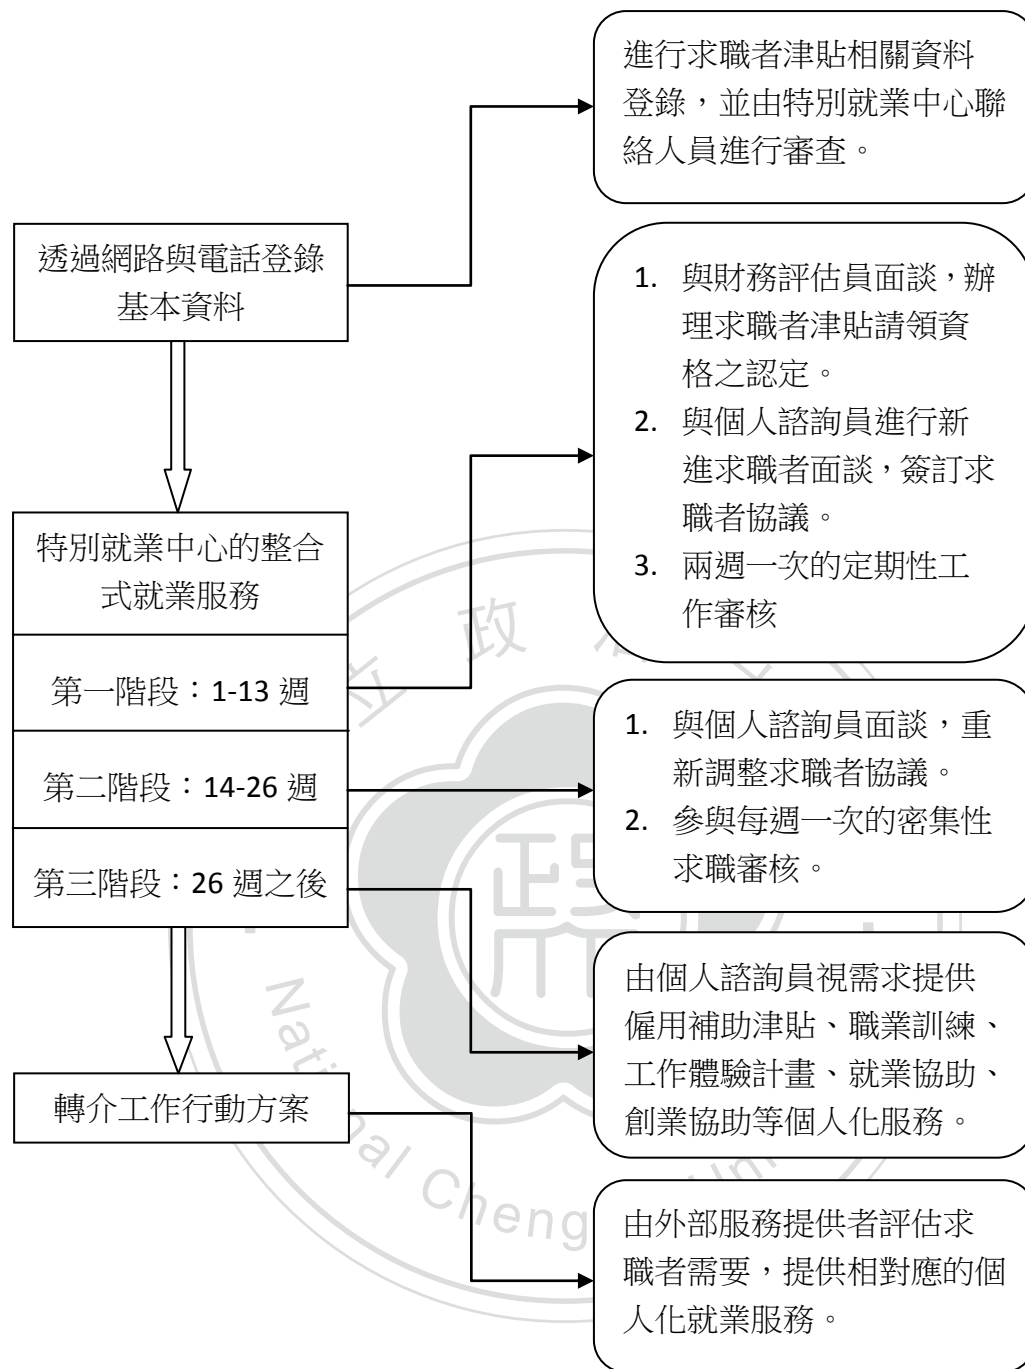 進行求職者津貼相關資料
登錄，並由特別就業中心聯
絡人員進行審查。
透過網路與電話登錄
基本資料
1. 與財務評估員面談，辦
理求職者津貼請領資
格之認定。
2. 與個人諮詢員進行新
進求職者面談，簽訂求
職者協議。
3. 兩週一次的定期性工
作審核
特別就業中心的整合
式就業服務
第一階段：1-13 週
第二階段：14-26 週
第三階段：26 週之後
1. 與個人諮詢員面談，重
新調整求職者協議。
2. 參與每週一次的密集性
求職審核。
由個人諮詢員視需求提供
僱用補助津貼、職業訓練、
工作體驗計畫、就業協助、
創業協助等個人化服務。
轉介工作行動方案
由外部服務提供者評估求
職者需要，提供相對應的個
人化就業服務。
立政